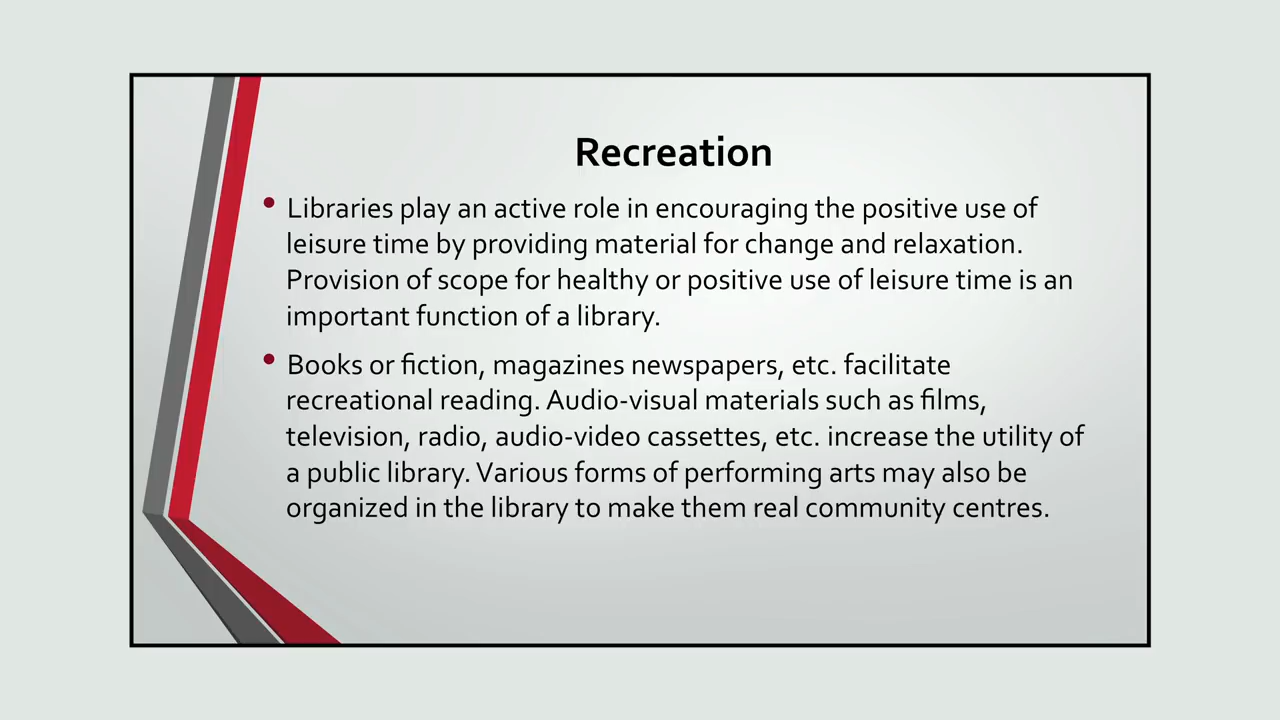 Recreation
• Libraries play an active role in encouraging the positive use of
leisure time by providing material for change and relaxation.
Provision of scope for healthy or positive use of leisure time is an
important function of a library.
• Books or fiction, magazines newspapers, etc. facilitate
recreational reading. Audio-visual materials such as films,
television, radio, audio-video cassettes, etc. increase the utility of
a public library. Various forms of performing arts may also be
organized in the library to make them real community centres.